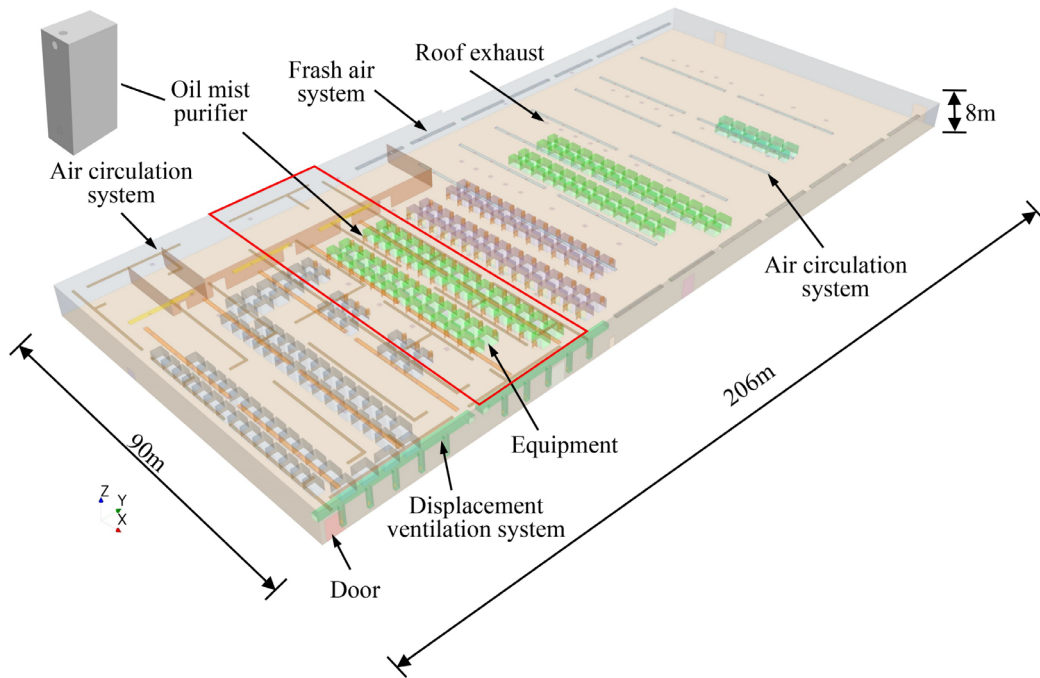 Roof exhaust
Frash air
system
Oil mist
purifier
Air circulation
system
8m
Air circulation
system
206m
90m
Equipment
Displacement
ventilation system
Door
Z
Y
X